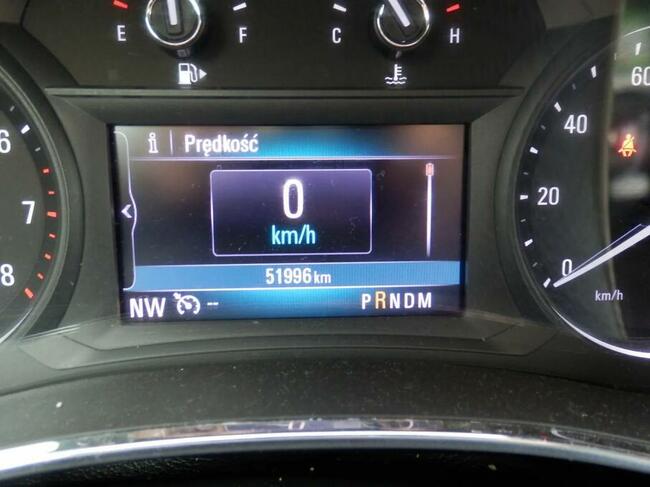 E F C H
6
7
8
i Prędkość
0
km/h
51996 km
NW -- PRNDM
60
40
20
0
km/h